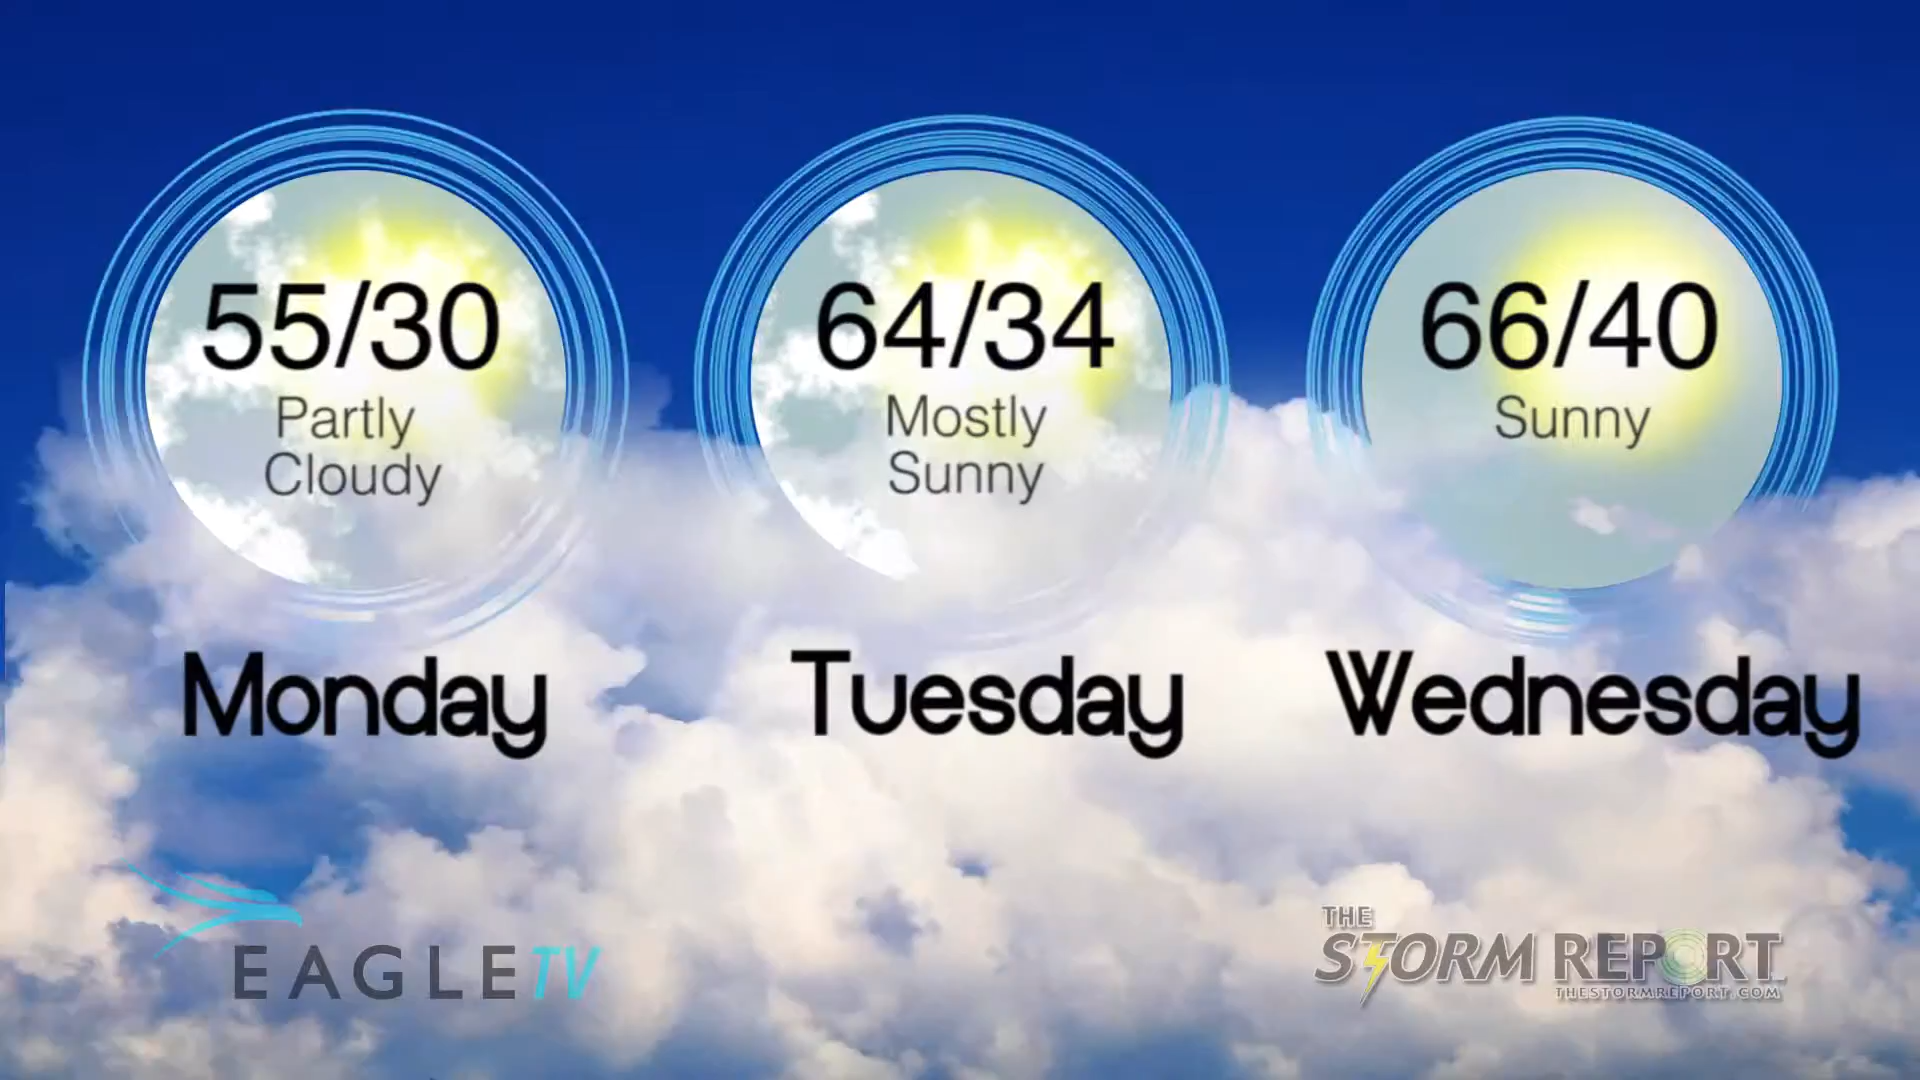 55/30
Partly
Cloudy
Monday
64/34
Mostly
Sunny
Tuesday
66/40
Sunny
Wednesday
EAGLETV
THE
STORM REPORT
THESTORMREPORT.COM